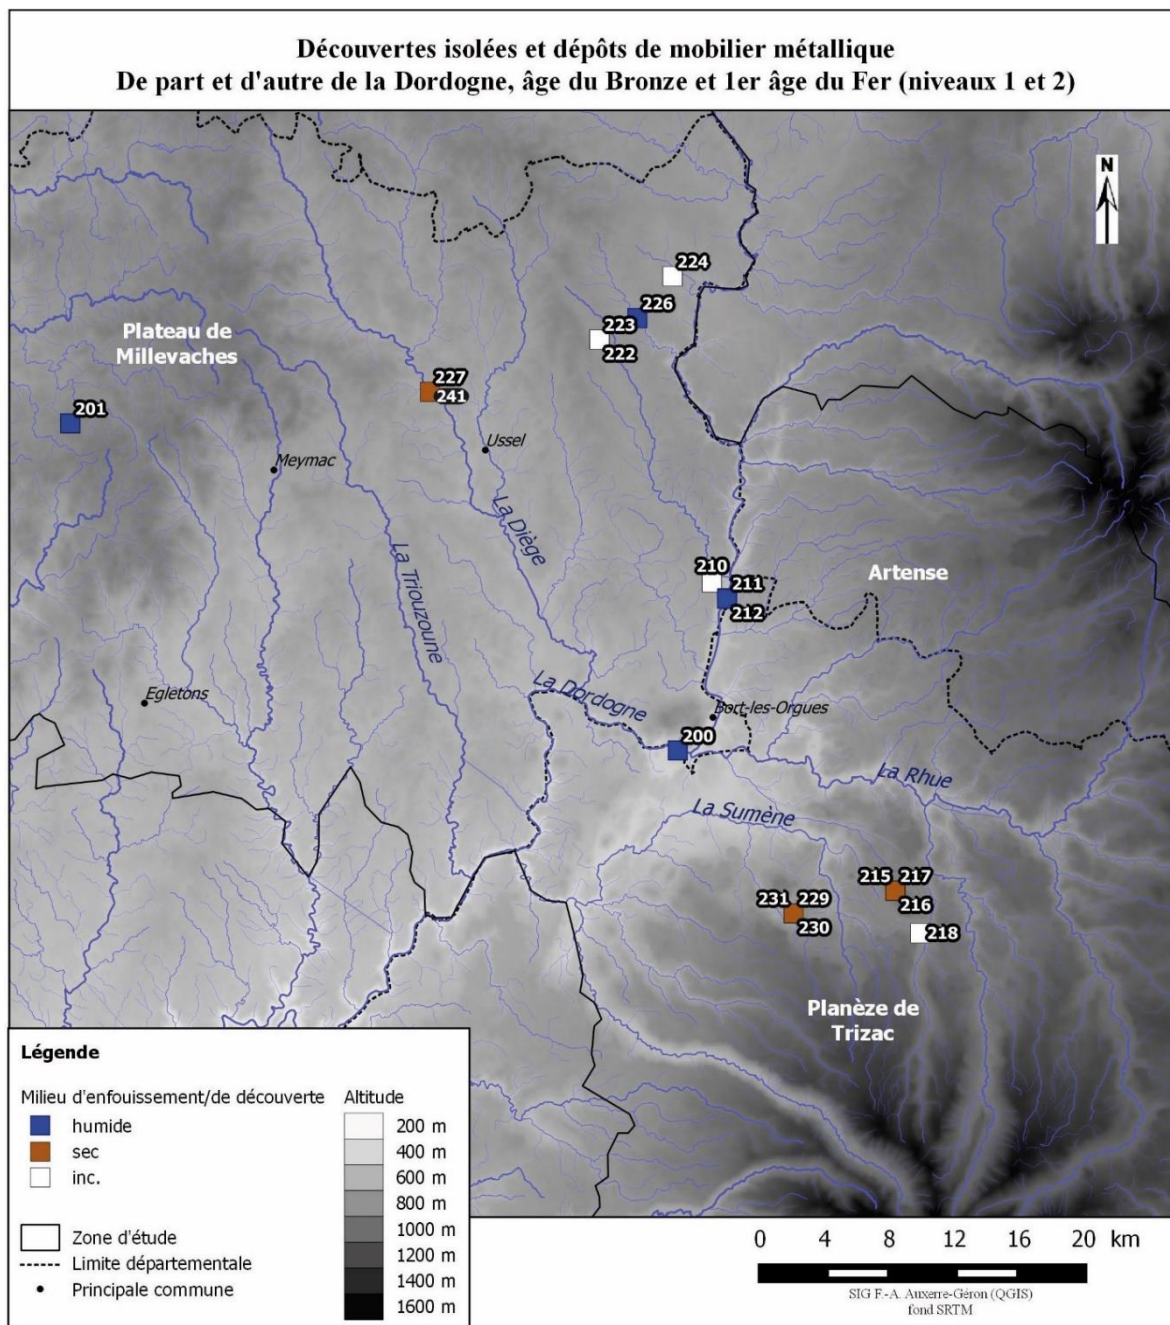 Découvertes isolées et dépôts de mobilier métallique
De part et d'autre de la Dordogne, âge du Bronze et 1er âge du Fer (niveaux 1 et 2)
N
224
226
223
222
Plateau de
Millevaches
227
241
201
Ussel
Meymac
La Diège
La Triouzoune
210
211
212
Artense
Egletons
La Dordogne
Bort-les-Orgues
200
La Rhue
La Sumène
215 217
216
231 229
230
218
Planèze de
Trizac
Légende
Milieu d'enfouissement/de découverte
humide
sec
inc.
Zone d'étude
Limite départementale
Principale commune
Altitude
200 m
400 m
600 m
800 m
1000 m
1200 m
1400 m
1600 m
0 4 8 12 16 20 km
SIG F.-A. Auxerre-Géron (QGIS)
fond SRTM